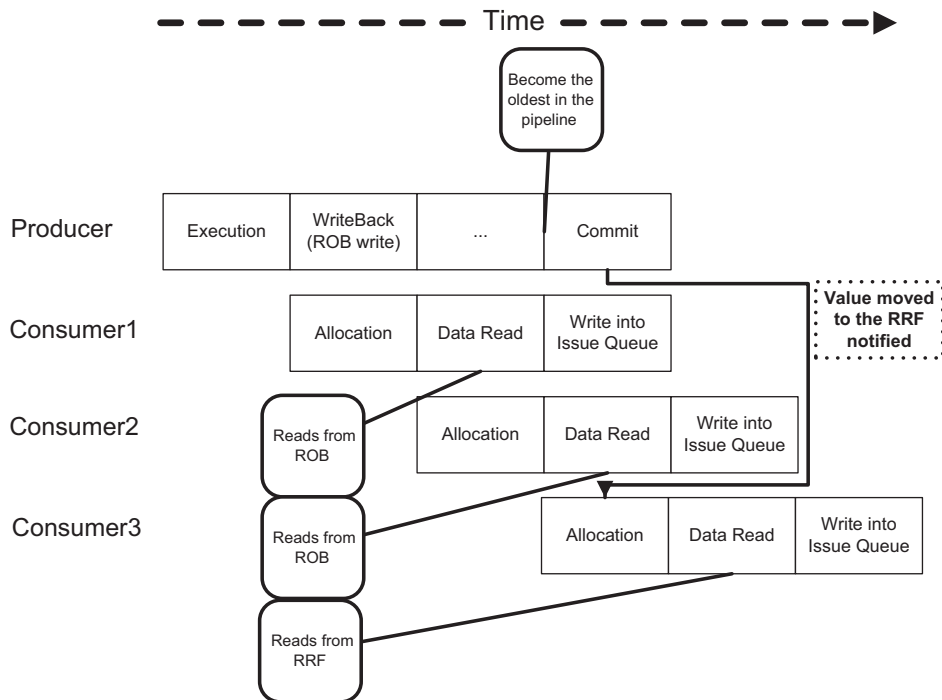 Time
Become the
oldest in the
pipeline
Producer
Execution
WriteBack
(ROB write)
...
Commit
Value moved
to the RRF
notified
Consumer1
Allocation
Data Read
Write into
Issue Queue
Consumer2
Reads from
ROB
Allocation
Data Read
Write into
Issue Queue
Consumer3
Reads from
ROB
Allocation
Data Read
Write into
Issue Queue
Reads from
RRF